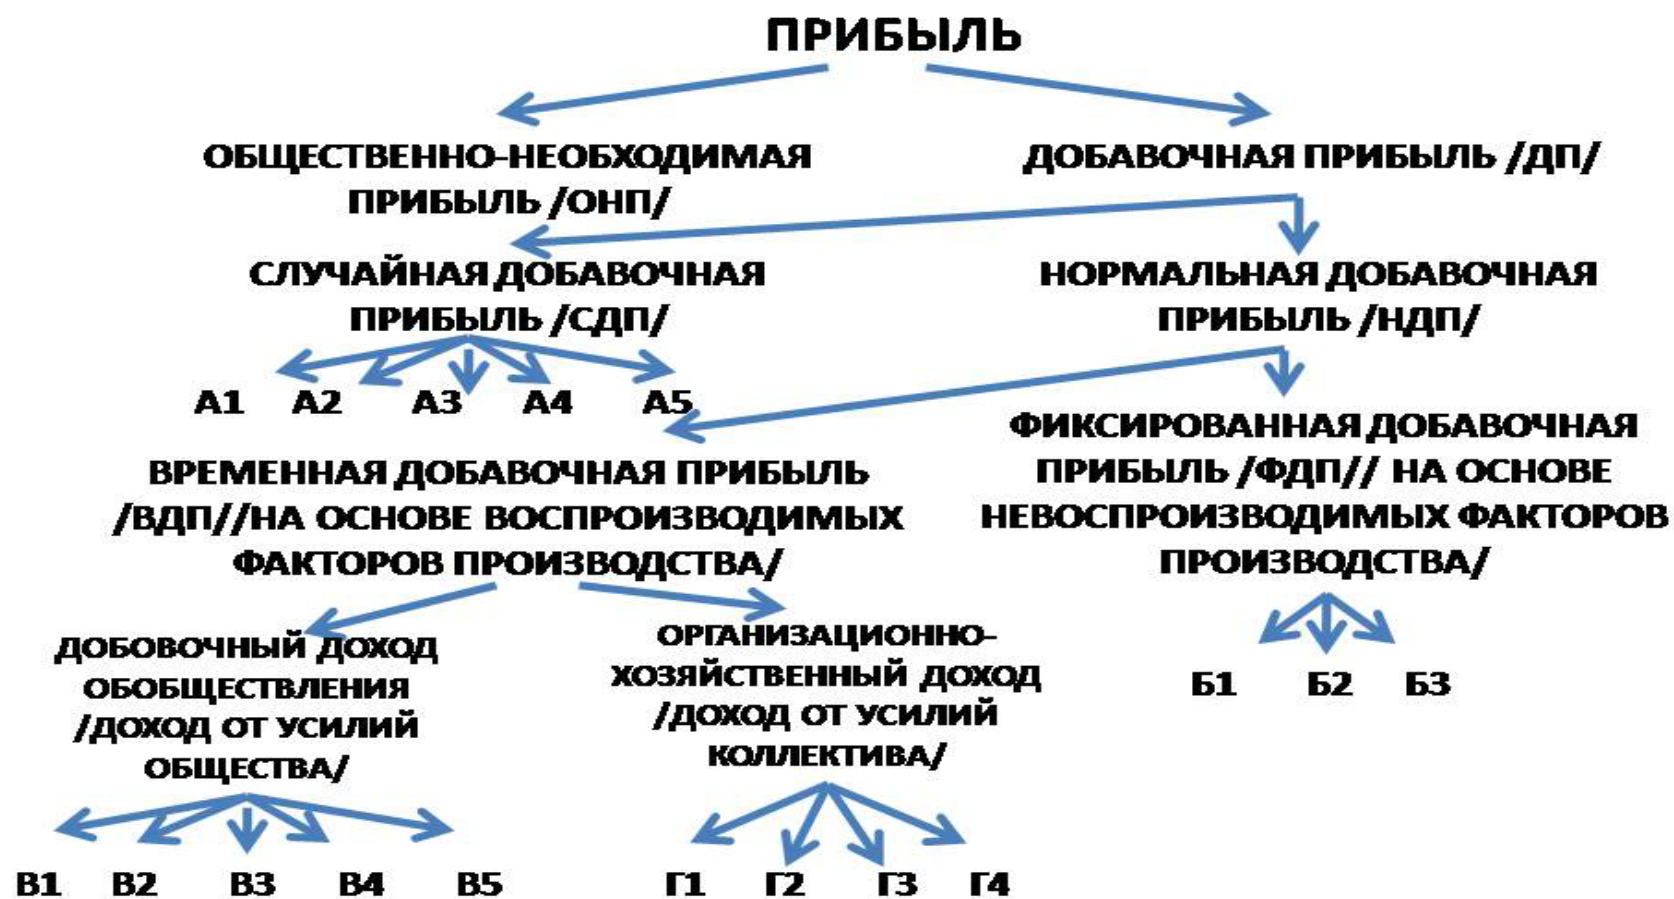 ПРИБЫЛЬ
ОБЩЕСТВЕННО-НЕОБХОДИМАЯ
ПРИБЫЛЬ /ОНП/
ДОБАВОЧНАЯ ПРИБЫЛЬ /ДП/
СЛУЧАЙНАЯ ДОБАВОЧНАЯ
ПРИБЫЛЬ /СДП/
НОРМАЛЬНАЯ ДОБАВОЧНАЯ
ПРИБЫЛЬ /НДП/
А1 А2 А3 А4 А5
ВРЕМЕННАЯ ДОБАВОЧНАЯ ПРИБЫЛЬ
/ВДП//НА ОСНОВЕ ВОСПРОИЗВОДИМЫХ
ФАКТОРОВ ПРОИЗВОДСТВА/
ФИКСИРОВАННАЯ ДОБАВОЧНАЯ
ПРИБЫЛЬ /ФДП// НА ОСНОВЕ
НЕВОСПРОИЗВОДИМЫХ ФАКТОРОВ
ПРОИЗВОДСТВА/
ДОБОВОЧНЫЙ ДОХОД
ОБОБЩЕСТВЛЕНИЯ
/ДОХОД ОТ УСИЛИЙ
ОБЩЕСТВА/
ОРГАНИЗАЦИОННО-
ХОЗЯЙСТВЕННЫЙ ДОХОД
/ДОХОД ОТ УСИЛИЙ
КОЛЛЕКТИВА/
Б1 Б2 Б3
В1 В2 В3 В4 В5
Г1 Г2 Г3 Г4